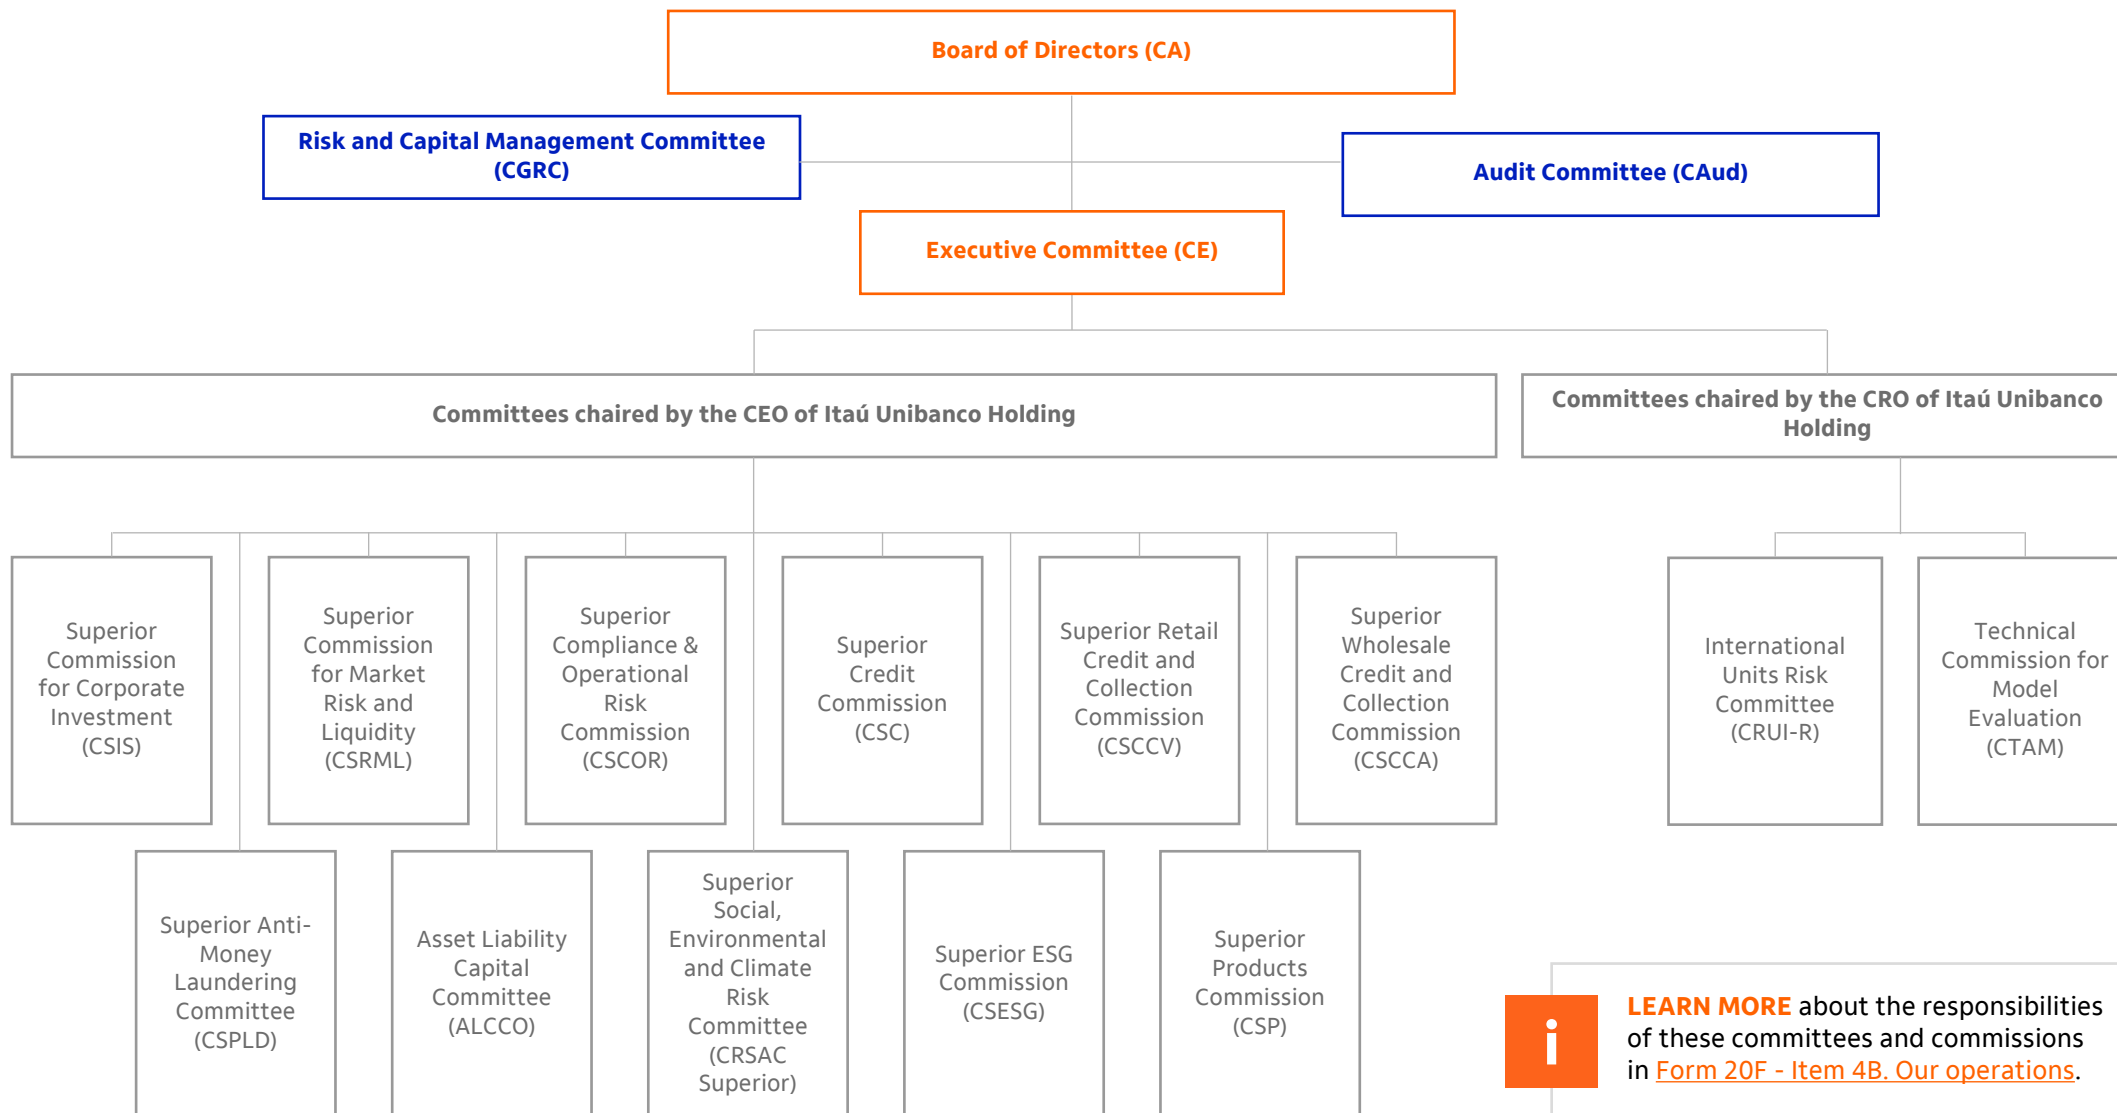 Board of Directors (CA)
Risk and Capital Management Committee
(CGRC)
Audit Committee (CAud)
Executive Committee (CE)
Committees chaired by the CEO of Itaú Unibanco Holding
Committees chaired by the CRO of Itaú Unibanco
Holding
Superior
Commission
for Corporate
Investment
(CSIS)
Superior
Commission
for Market
Risk and
Liquidity
(CSRML)
Superior
Compliance &
Operational
Risk
Commission
(CSCOR)
Superior
Credit
Commission
(CSC)
Superior Retail
Credit and
Collection
Commission
(CSCCV)
Superior
Wholesale
Credit and
Collection
Commission
(CSCCA)
International
Units Risk
Committee
(CRUI-R)
Technical
Commission for
Model
Evaluation
(CTAM)
Superior Anti-
Money
Laundering
Committee
(CSPLD)
Asset Liability
Capital
Committee
(ALCCO)
Superior
Social,
Environmental
and Climate
Risk
Committee
(CRSAC
Superior)
Superior ESG
Commission
(CSESG)
Superior
Products
Commission
(CSP)
i
LEARN MORE about the responsibilities
of these committees and commissions
in Form 20F - Item 4B. Our operations.